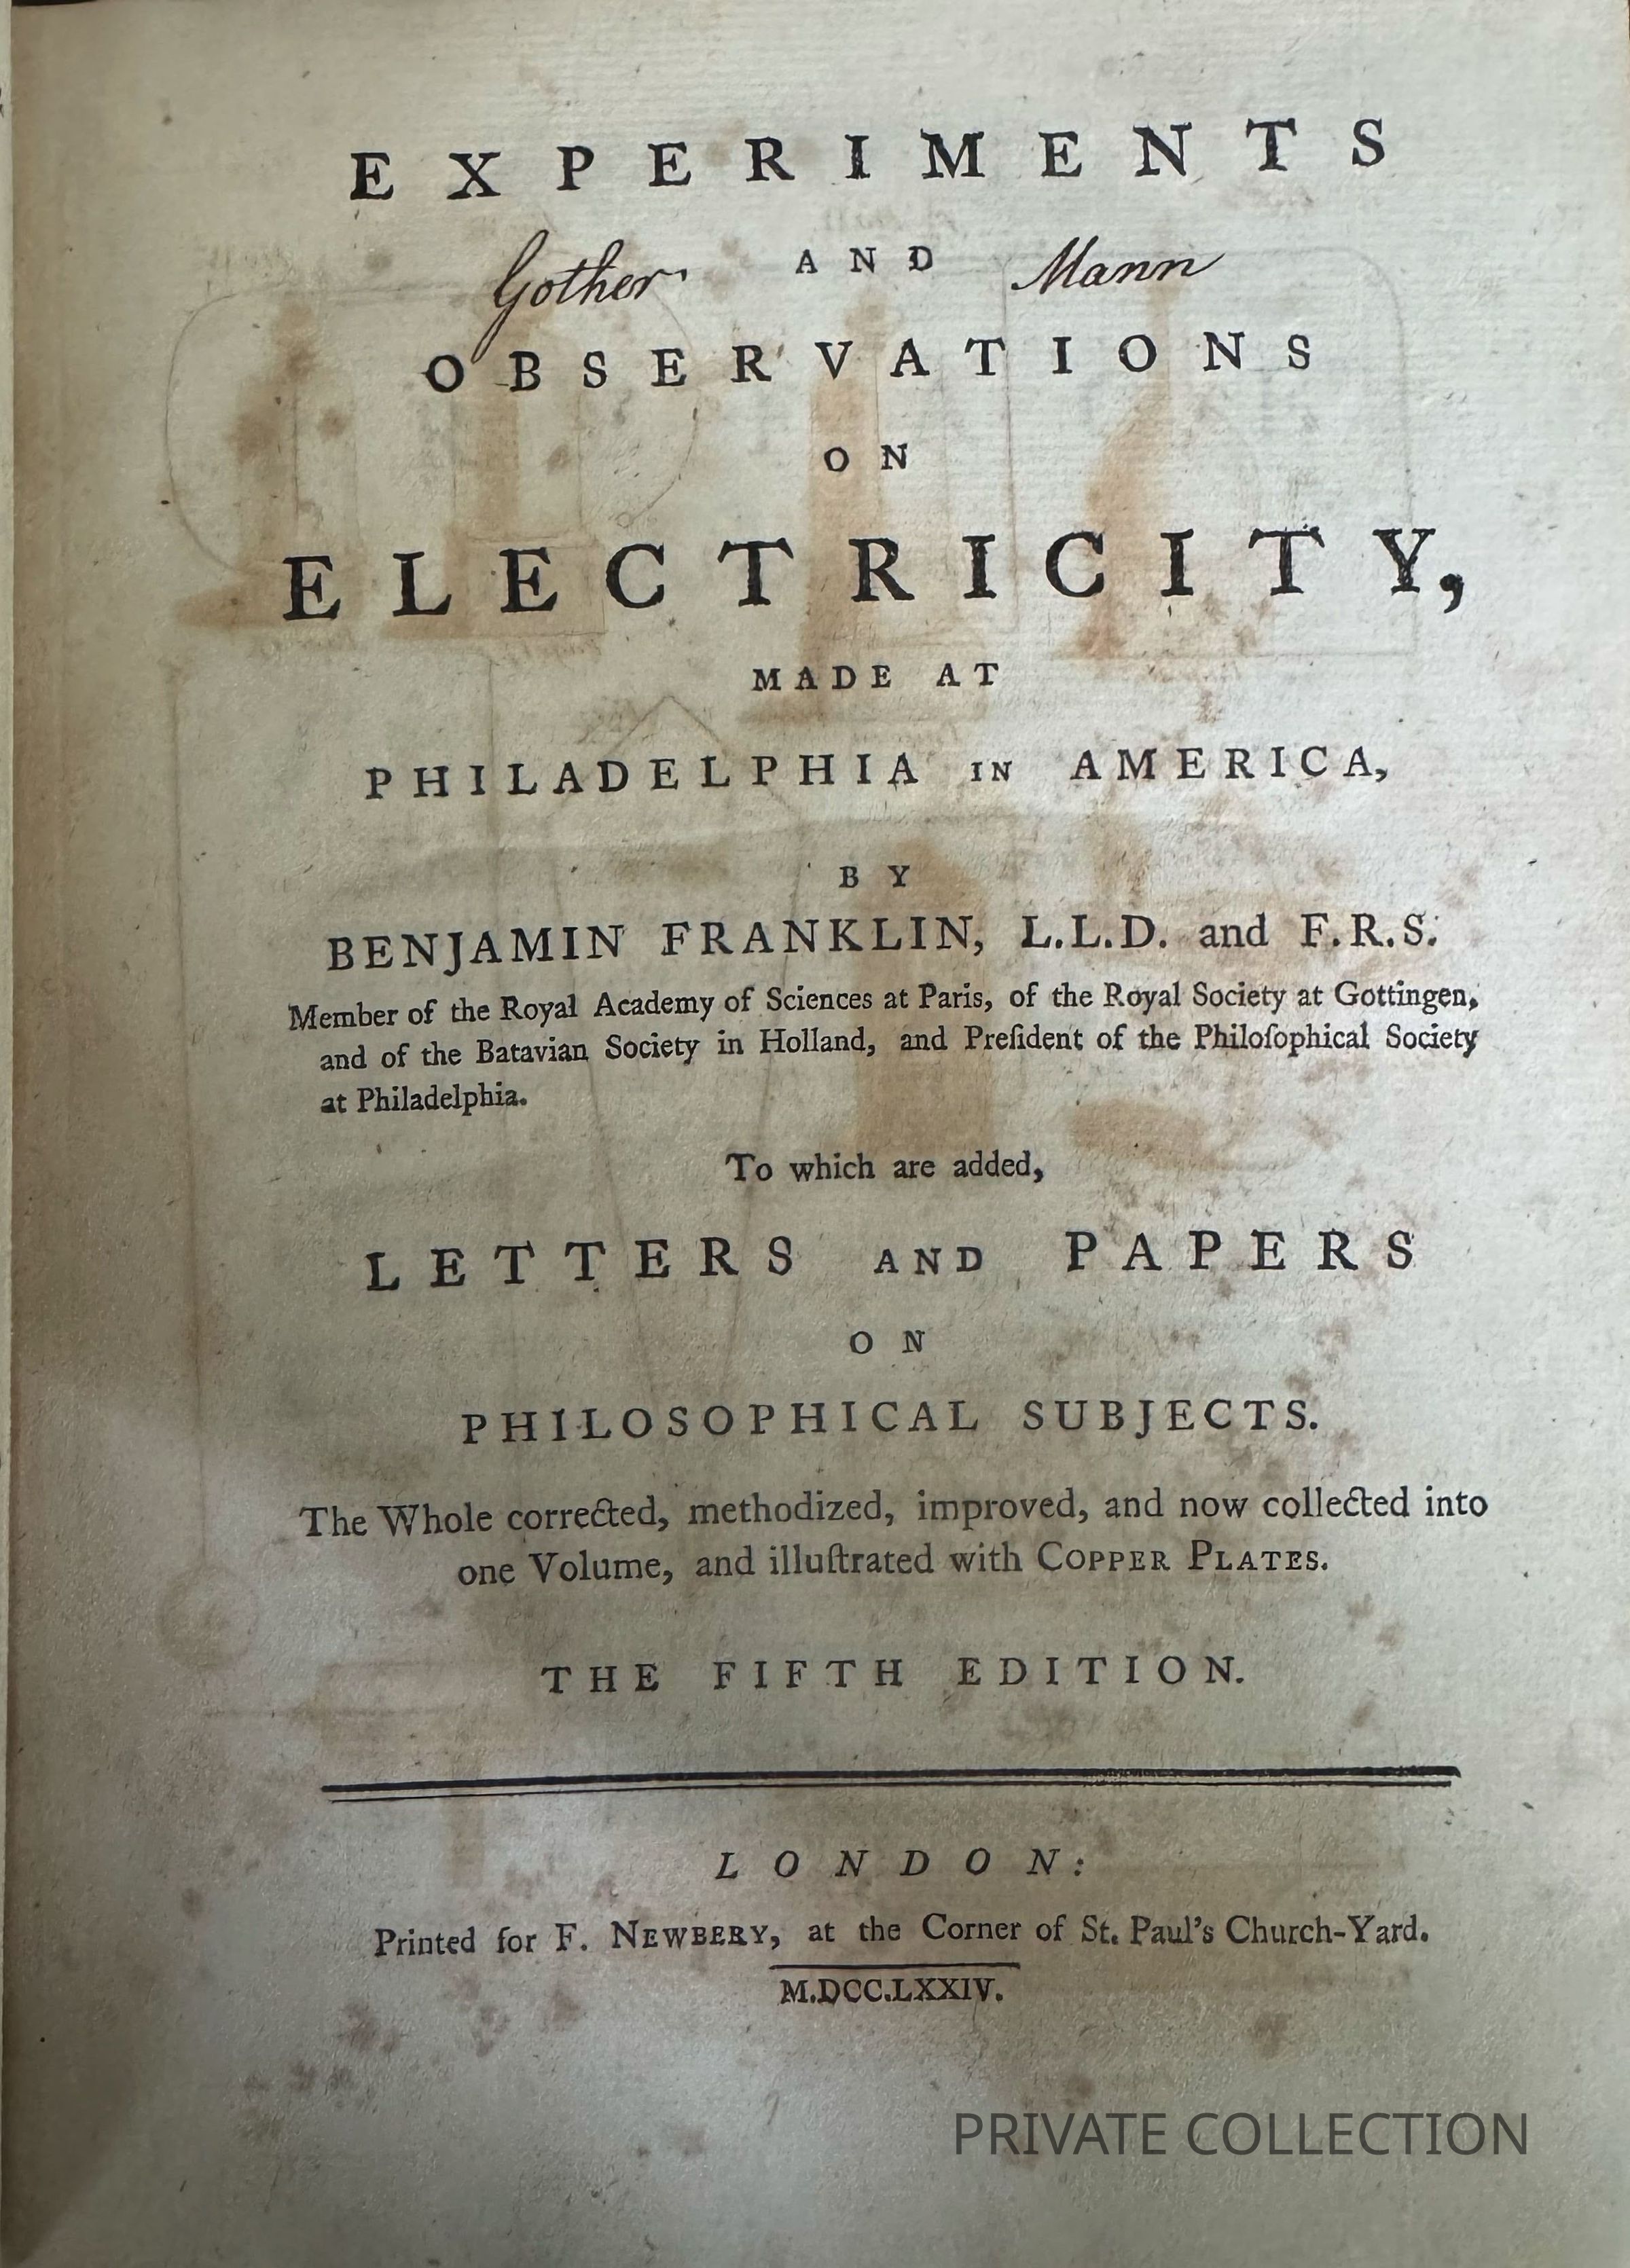 EXPERIMENTS
Gother AND Mann
OBSERVATIONS
ON
ELECTRICITY,
MADE AT
PHILADELPHIA IN AMERICA,
BY
BENJAMIN FRANKLIN, L.L.D. and F.R.S.
Member of the Royal Academy of Sciences at Paris, of the Royal Society at Gottingen,
and of the Batavian Society in Holland, and Preſident of the Philoſophical Society
at Philadelphia.
To which are added,
LETTERS AND PAPERS
ON
PHILOSOPHICAL SUBJECTS.
The Whole corrected, methodized, improved, and now collected into
one Volume, and illuſtrated with COPPER PLATES.
THE FIFTH EDITION.
LONDON:
Printed for F. NEWBERY, at the Corner of St. Paul's Church-Yard.
M.DCC.LXXIV.
PRIVATE COLLECTION